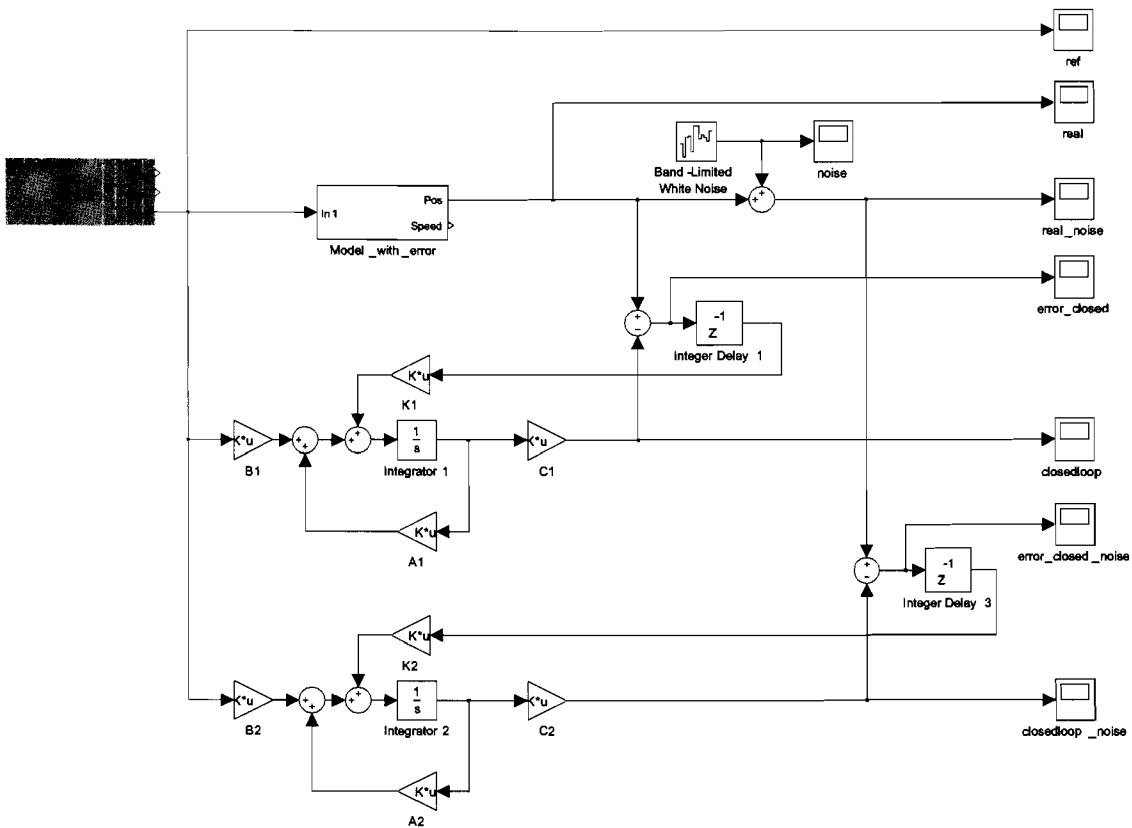 ref
real
noise
Band -Limited
White Noise
+
+
real _noise
In 1
Pos
Speed
Model _with _error
error_closed
+
−
-1
Z
Integer Delay 1
K*u
K1
+
+
+
+
K*u
B1
1
s
Integrator 1
K*u
C1
closedloop
K*u
A1
error_closed _noise
+
−
-1
Z
Integer Delay 3
K*u
K2
+
+
+
+
K*u
B2
1
s
Integrator 2
K*u
C2
closedloop _noise
K*u
A2